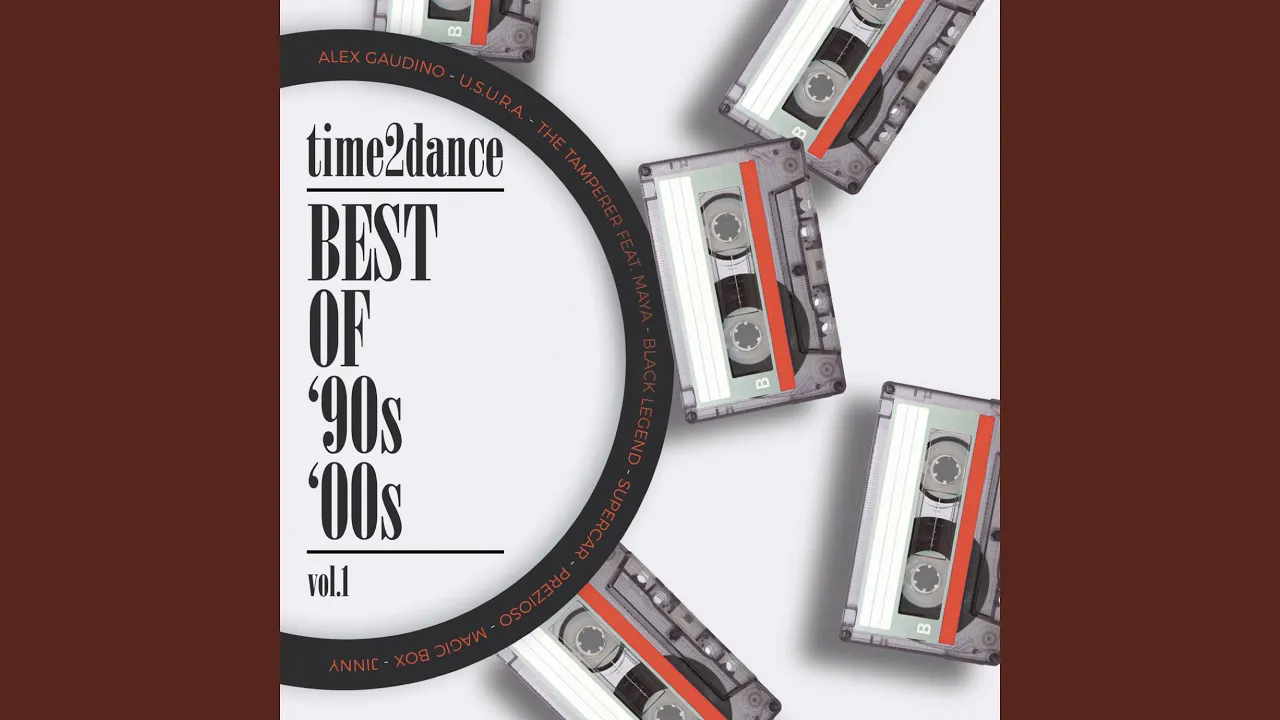 ALEX GAUDINO - U.S.U.R.A. - THE TAMPERER FEAT. MAYA - BLACK LEGEND - SUPERCAR - PREZIOSO - MAGIC BOX - JINNY
time2dance
BEST
OF
‘90s
‘00s
vol.1
B
B
B
B